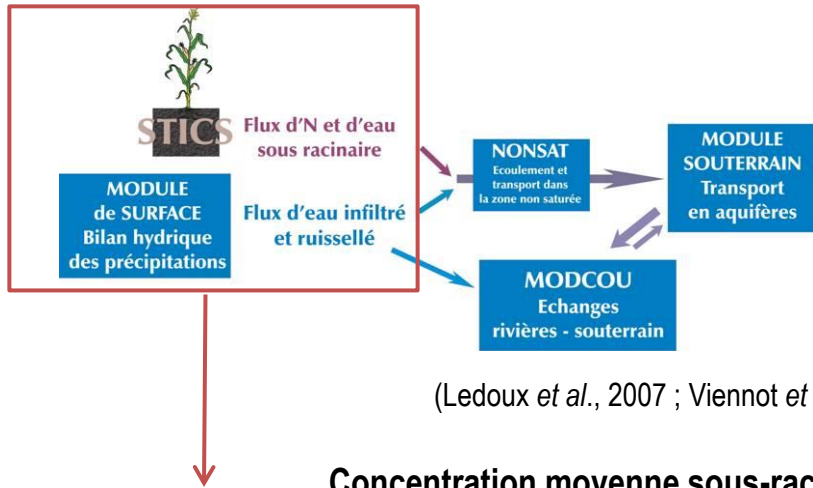 STICS
Flux d'N et d'eau
sous racinaire
MODULE
de SURFACE
Bilan hydrique
des précipitations
Flux d'eau infiltré
et ruissellé
NONSAT
Ecoulement et
transport dans
la zone non saturée
MODULE
SOUTERRAIN
Transport
en aquifères
MODCOU
Echanges
rivières - souterrain
(Ledoux et al., 2007 ; Viennot et
Concentration moyenne sous-rac